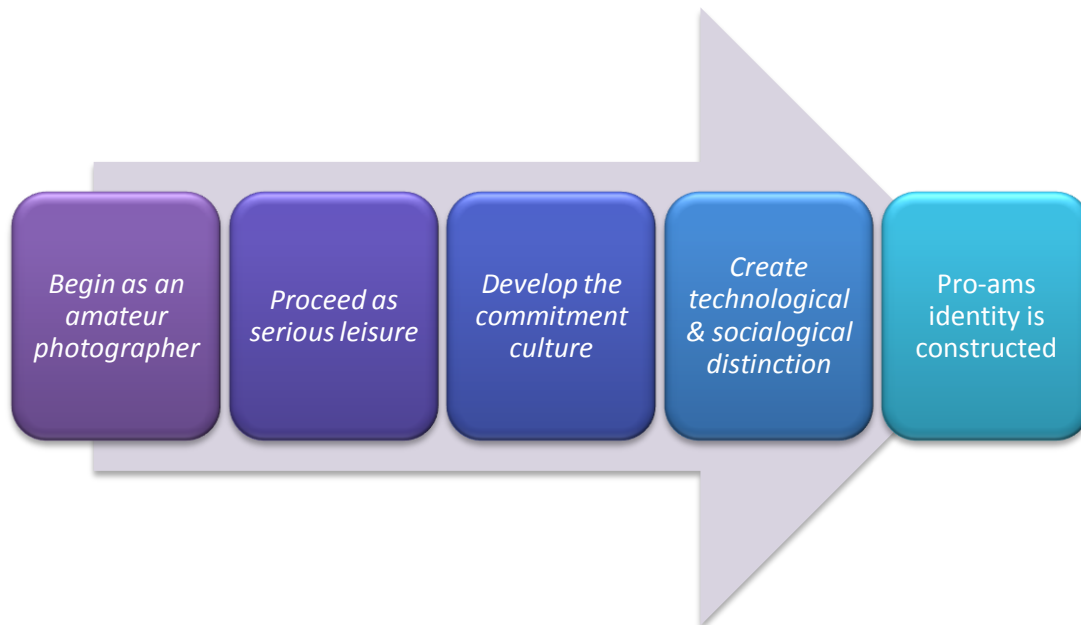 Begin as an
amateur
photographer
Proceed as
serious leisure
Develop the
commitment
culture
Create
technological
& socialogical
distinction
Pro-ams
identity is
constructed